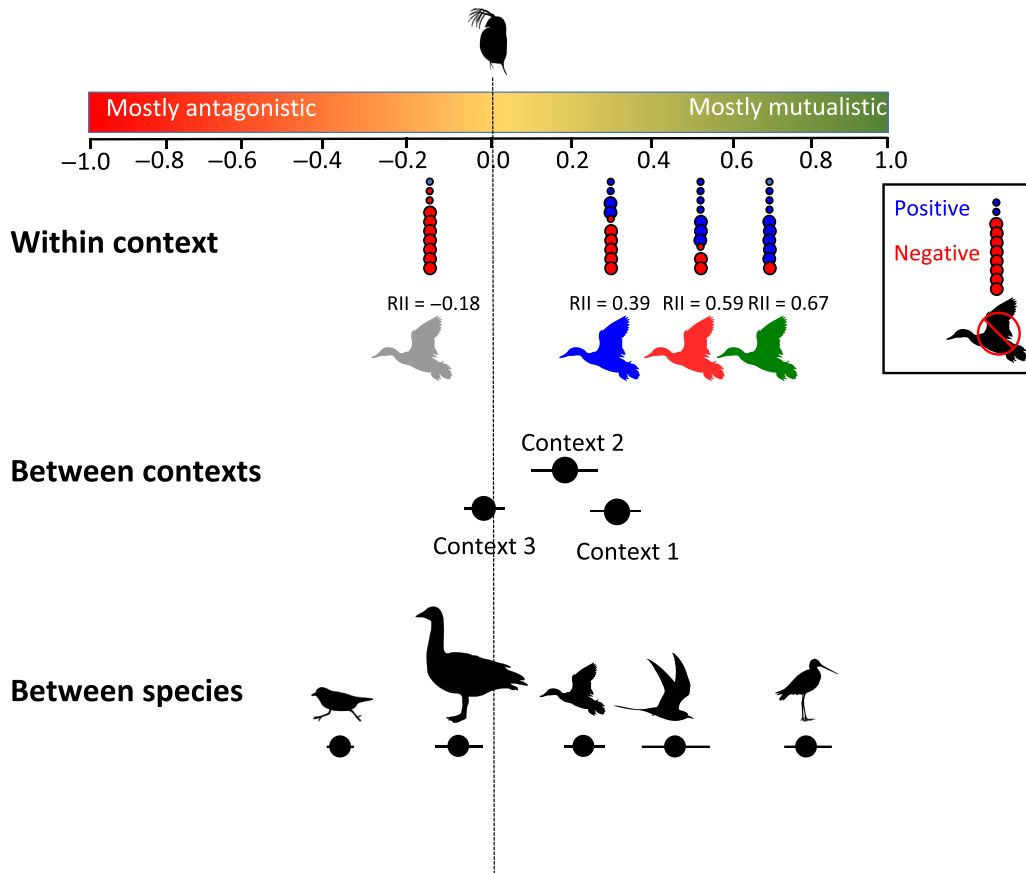 Mostly antagonistic Mostly mutualistic
–1.0 –0.8 –0.6 –0.4 –0.2 0.0 0.2 0.4 0.6 0.8 1.0
Positive
Within context
Negative
RII = –0.18 RII = 0.39 RII = 0.59 RII = 0.67
Context 2
Between contexts
Context 3 Context 1
Between species